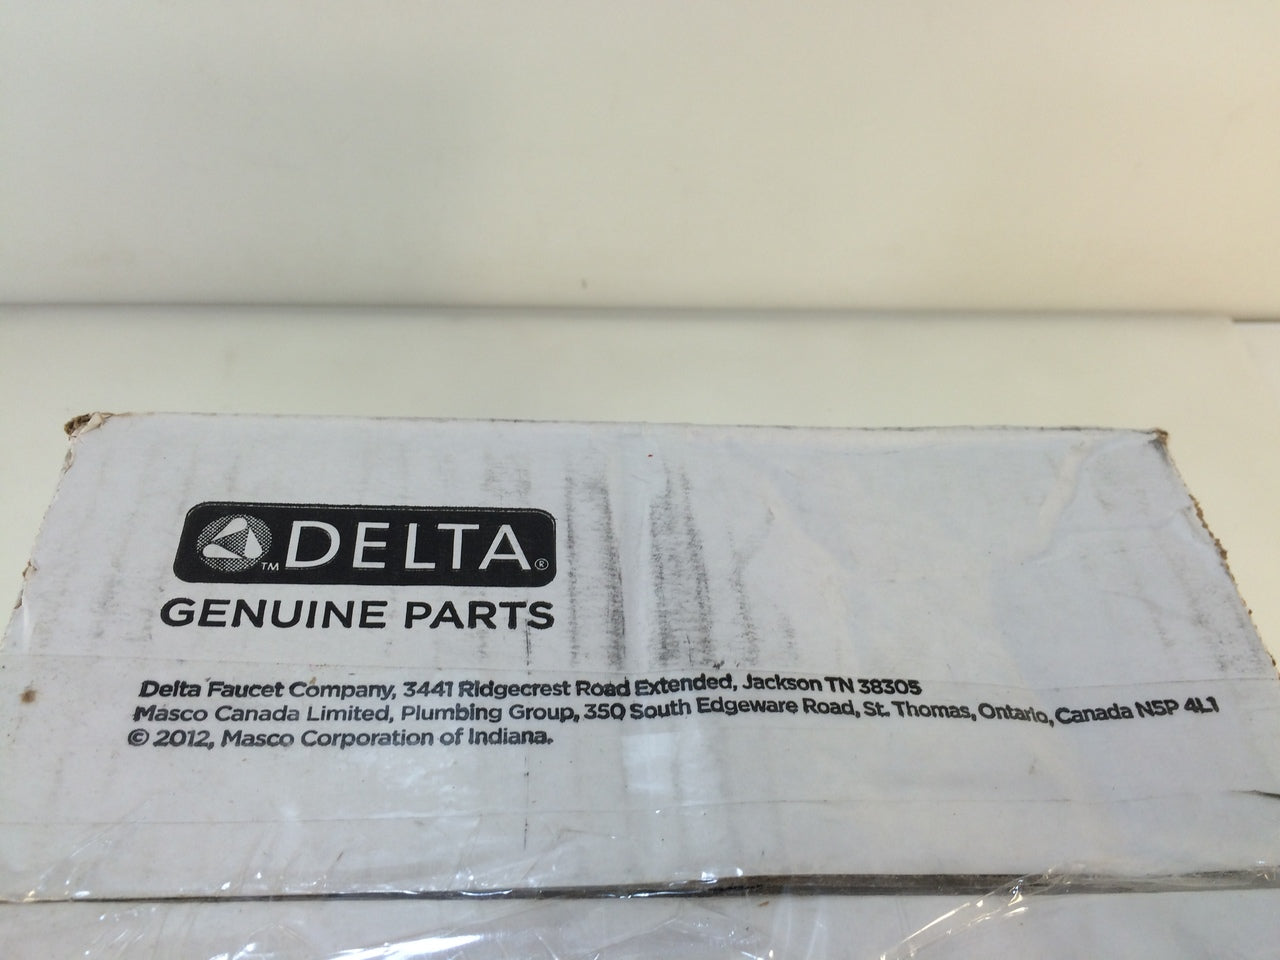 ™ DELTA®
GENUINE PARTS
Delta Faucet Company, 3441 Ridgecrest Road Extended, Jackson TN 38305
Masco Canada Limited, Plumbing Group, 350 South Edgeware Road, St. Thomas, Ontario, Canada N5P 4L1
© 2012, Masco Corporation of Indiana.